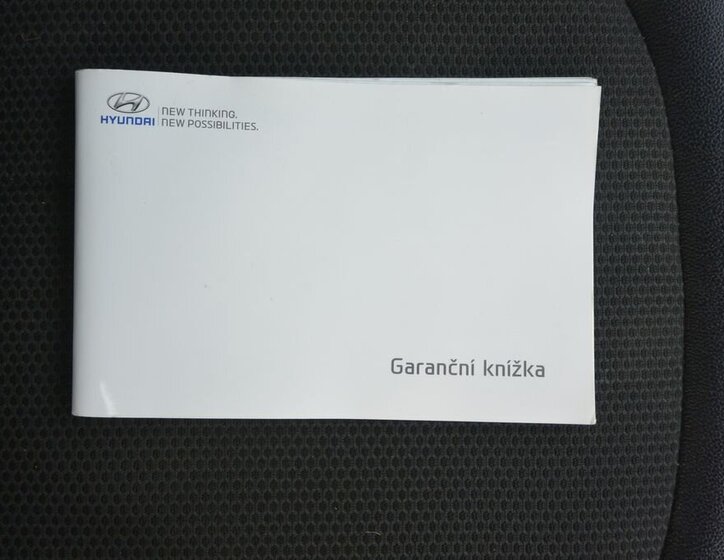 HYUNDAI
NEW THINKING.
NEW POSSIBILITIES.
Garanční knížka